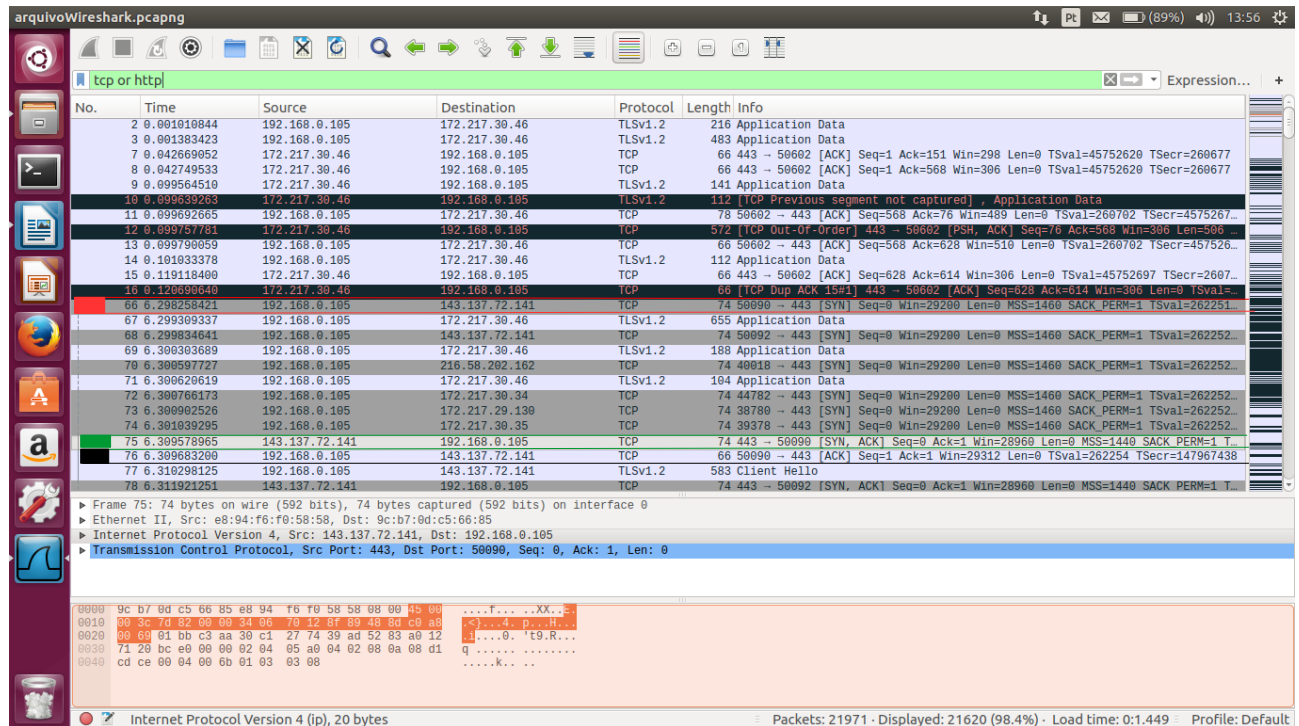 arquivoWireshark.pcapng Pt (89%) 13:56
tcp or http Expression... +
No. Time Source Destination Protocol Length Info
2 0.001010844 192.168.0.105 172.217.30.46 TLSv1.2 216 Application Data
3 0.001383423 192.168.0.105 172.217.30.46 TLSv1.2 483 Application Data
7 0.042669052 172.217.30.46 192.168.0.105 TCP 66 443 → 50602 [ACK] Seq=1 Ack=151 Win=298 Len=0 TSval=45752620 TSecr=260677
8 0.042749533 172.217.30.46 192.168.0.105 TCP 66 443 → 50602 [ACK] Seq=1 Ack=568 Win=306 Len=0 TSval=45752620 TSecr=260677
9 0.099564510 172.217.30.46 192.168.0.105 TLSv1.2 141 Application Data
10 0.099639263 172.217.30.46 192.168.0.105 TLSv1.2 112 [TCP Previous segment not captured] , Application Data
11 0.099692665 192.168.0.105 172.217.30.46 TCP 78 50602 → 443 [ACK] Seq=568 Ack=76 Win=489 Len=0 TSval=260702 TSecr=4575267…
12 0.099757781 172.217.30.46 192.168.0.105 TCP 572 [TCP Out-Of-Order] 443 → 50602 [PSH, ACK] Seq=76 Ack=568 Win=306 Len=506 …
13 0.099790059 192.168.0.105 172.217.30.46 TCP 66 50602 → 443 [ACK] Seq=568 Ack=628 Win=510 Len=0 TSval=260702 TSecr=457526…
14 0.101033378 192.168.0.105 172.217.30.46 TLSv1.2 112 Application Data
15 0.119118400 172.217.30.46 192.168.0.105 TCP 66 443 → 50602 [ACK] Seq=628 Ack=614 Win=306 Len=0 TSval=45752697 TSecr=2607…
16 0.120690640 172.217.30.46 192.168.0.105 TCP 66 [TCP Dup ACK 15#1] 443 → 50602 [ACK] Seq=628 Ack=614 Win=306 Len=0 TSval=…
66 6.298258421 192.168.0.105 143.137.72.141 TCP 74 50090 → 443 [SYN] Seq=0 Win=29200 Len=0 MSS=1460 SACK_PERM=1 TSval=262251…
67 6.299309337 192.168.0.105 172.217.30.46 TLSv1.2 655 Application Data
68 6.299834641 192.168.0.105 143.137.72.141 TCP 74 50092 → 443 [SYN] Seq=0 Win=29200 Len=0 MSS=1460 SACK_PERM=1 TSval=262252…
69 6.300303689 192.168.0.105 172.217.30.46 TLSv1.2 188 Application Data
70 6.300597727 192.168.0.105 216.58.202.162 TCP 74 40018 → 443 [SYN] Seq=0 Win=29200 Len=0 MSS=1460 SACK_PERM=1 TSval=262252…
71 6.300620619 192.168.0.105 172.217.30.46 TLSv1.2 104 Application Data
72 6.300766173 192.168.0.105 172.217.30.34 TCP 74 44782 → 443 [SYN] Seq=0 Win=29200 Len=0 MSS=1460 SACK_PERM=1 TSval=262252…
73 6.300902526 192.168.0.105 172.217.29.130 TCP 74 38780 → 443 [SYN] Seq=0 Win=29200 Len=0 MSS=1460 SACK_PERM=1 TSval=262252…
74 6.301039295 192.168.0.105 172.217.30.35 TCP 74 39378 → 443 [SYN] Seq=0 Win=29200 Len=0 MSS=1460 SACK_PERM=1 TSval=262252…
75 6.309578965 143.137.72.141 192.168.0.105 TCP 74 443 → 50090 [SYN, ACK] Seq=0 Ack=1 Win=28960 Len=0 MSS=1440 SACK_PERM=1 T…
76 6.309683200 192.168.0.105 143.137.72.141 TCP 66 50090 → 443 [ACK] Seq=1 Ack=1 Win=29312 Len=0 TSval=262254 TSecr=147967438
77 6.310298125 192.168.0.105 143.137.72.141 TLSv1.2 583 Client Hello
78 6.311921251 143.137.72.141 192.168.0.105 TCP 74 443 → 50092 [SYN, ACK] Seq=0 Ack=1 Win=28960 Len=0 MSS=1440 SACK_PERM=1 T…
Frame 75: 74 bytes on wire (592 bits), 74 bytes captured (592 bits) on interface 0
Ethernet II, Src: e8:94:f6:f0:58:58, Dst: 9c:b7:0d:c5:66:85
Internet Protocol Version 4, Src: 143.137.72.141, Dst: 192.168.0.105
Transmission Control Protocol, Src Port: 443, Dst Port: 50090, Seq: 0, Ack: 1, Len: 0
0000 9c b7 0d c5 66 85 e8 94 f6 f0 58 58 08 00 45 00 ....f... ..XX..E.
0010 00 3c 7d 82 00 00 34 06 70 12 8f 89 48 8d c0 a8 .<}...4. p...H...
0020 00 69 01 bb c3 aa 30 c1 27 74 39 ad 52 83 a0 12 .i....0. 't9.R...
0030 71 20 bc e0 00 00 02 04 05 a0 04 02 08 0a 08 d1 q ...... ........
0040 cd ce 00 04 00 6b 01 03 03 08 .....k.. ..
Internet Protocol Version 4 (ip), 20 bytes Packets: 21971 · Displayed: 21620 (98.4%) · Load time: 0:1.449 Profile: Default